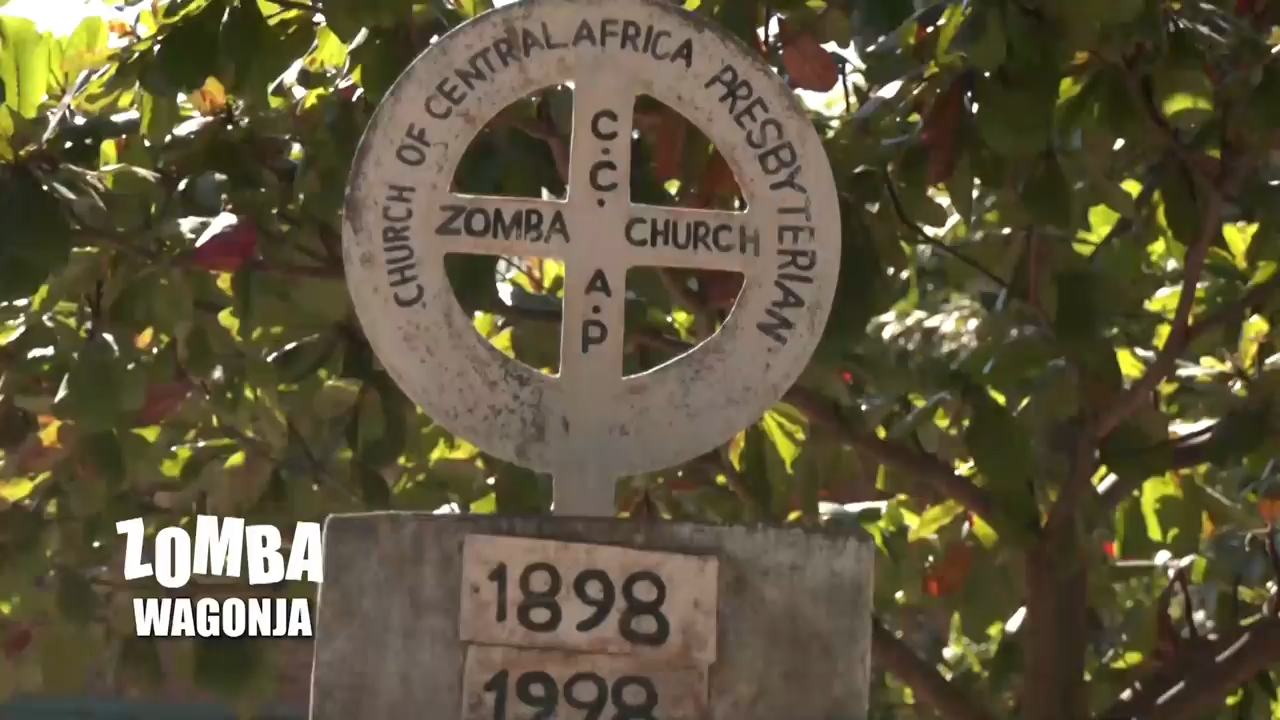 CHURCH OF CENTRAL AFRICA PRESBYTERIAN
C.C.
A.P
ZOMBA CHURCH
1898
1998
ZOMBA
WAGONJA